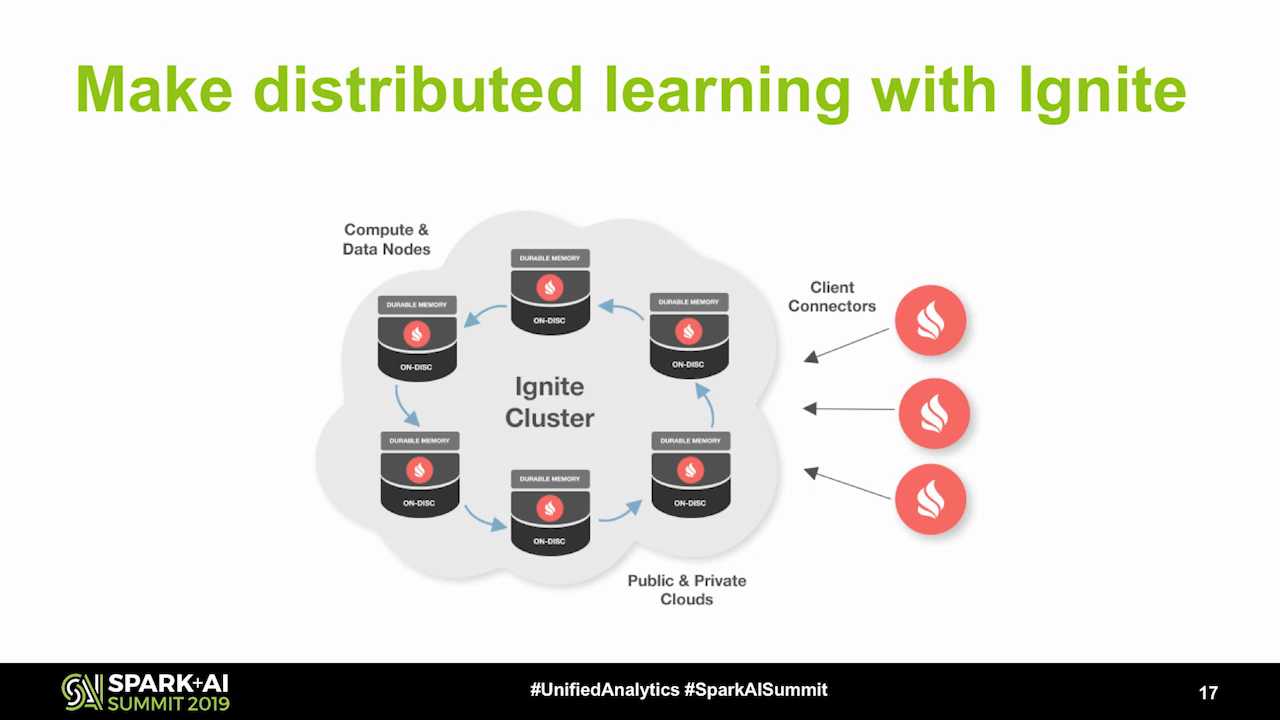 Make distributed learning with Ignite
Compute &
Data Nodes
DURABLE MEMORY
ON-DISC
DURABLE MEMORY
ON-DISC
DURABLE MEMORY
ON-DISC
Client
Connectors
Ignite
Cluster
DURABLE MEMORY
ON-DISC
DURABLE MEMORY
ON-DISC
DURABLE MEMORY
ON-DISC
Public & Private
Clouds
SPARK+AI
SUMMIT 2019
#UnifiedAnalytics #SparkAISummit
17